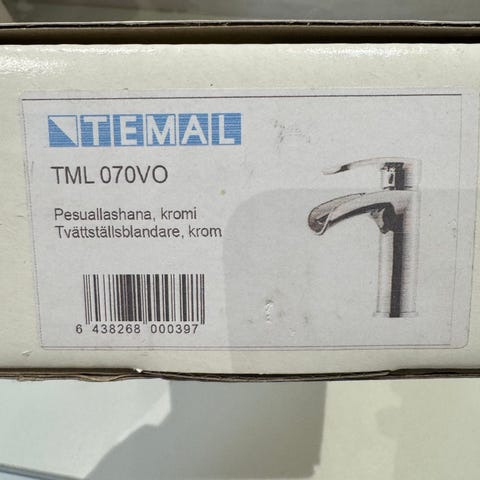 TEMAL
TML 070VO
Pesuallashana, kromi
Tvättställsblandare, krom
6 438268 000397